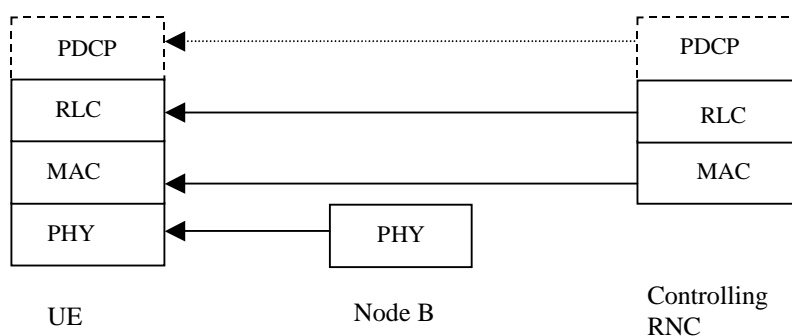 PDCP
PDCP
RLC
RLC
MAC
MAC
PHY
PHY
UE
Node B
Controlling
RNC